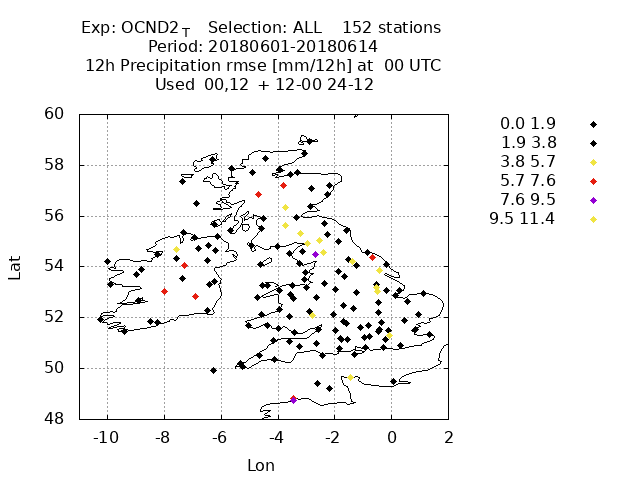 Exp: OCND2T Selection: ALL 152 stations
Period: 20180601-20180614
12h Precipitation rmse [mm/12h] at 00 UTC
Used 00,12 + 12-00 24-12
60
58
56
54
52
50
48
Lat
-10 -8 -6 -4 -2 0 2
Lon
0.0 1.9
1.9 3.8
3.8 5.7
5.7 7.6
7.6 9.5
9.5 11.4